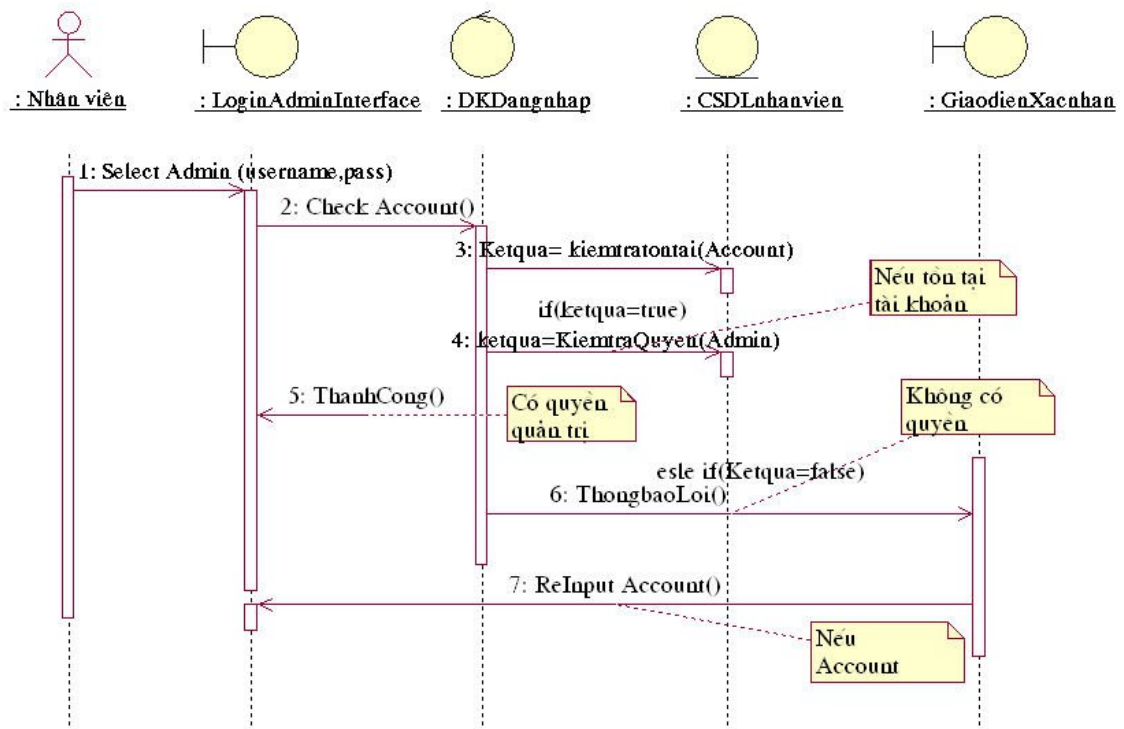 : Nhân viên
: LoginAdminInterface
: DKDangnhap
: CSDLnhanvien
: GiaodienXacnhan
1: Select Admin (username,pass)
2: Check Account()
3: Ketqua= kiemtratontai(Account)
Nếu tồn tại
tài khoản
if(ketqua=true)
4: ketqua=KiemtraQuyen(Admin)
5: ThanhCong()
Có quyền
quản trị
Không có
quyền
esle if(Ketqua=false)
6: ThongbaoLoi()
7: ReInput Account()
Nếu
Account